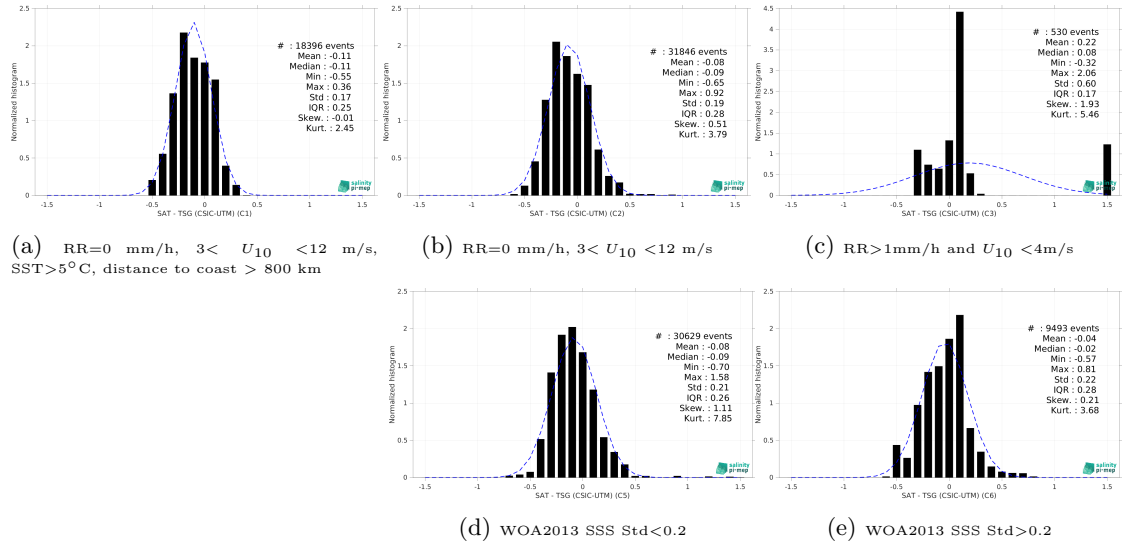 2.5
2
1.5
1
0.5
0
Normalized histogram
# : 18396 events
Mean : -0.11
Median : -0.11
Min : -0.55
Max : 0.36
Std : 0.17
IQR : 0.25
Skew. : -0.01
Kurt. : 2.45
salinity
pi-mep
-1.5 -1 -0.5 0 0.5 1 1.5
SAT - TSG (CSIC-UTM) (C1)
(a) RR=0 mm/h, 3< U10 <12 m/s,
SST>5°C, distance to coast > 800 km
2.5
2
1.5
1
0.5
0
Normalized histogram
# : 31846 events
Mean : -0.08
Median : -0.09
Min : -0.65
Max : 0.92
Std : 0.19
IQR : 0.28
Skew. : 0.51
Kurt. : 3.79
salinity
pi-mep
-1.5 -1 -0.5 0 0.5 1 1.5
SAT - TSG (CSIC-UTM) (C2)
(b) RR=0 mm/h, 3< U10 <12 m/s
4.5
4
3.5
3
2.5
2
1.5
1
0.5
0
Normalized histogram
# : 530 events
Mean : 0.22
Median : 0.08
Min : -0.32
Max : 2.06
Std : 0.60
IQR : 0.17
Skew. : 1.93
Kurt. : 5.46
salinity
pi-mep
-1.5 -1 -0.5 0 0.5 1 1.5
SAT - TSG (CSIC-UTM) (C3)
(c) RR>1mm/h and U10 <4m/s
2.5
2
1.5
1
0.5
0
Normalized histogram
# : 30629 events
Mean : -0.08
Median : -0.09
Min : -0.70
Max : 1.58
Std : 0.21
IQR : 0.26
Skew. : 1.11
Kurt. : 7.85
salinity
pi-mep
-1.5 -1 -0.5 0 0.5 1 1.5
SAT - TSG (CSIC-UTM) (C5)
(d) WOA2013 SSS Std<0.2
2.5
2
1.5
1
0.5
0
Normalized histogram
# : 9493 events
Mean : -0.04
Median : -0.02
Min : -0.57
Max : 0.81
Std : 0.22
IQR : 0.28
Skew. : 0.21
Kurt. : 3.68
salinity
pi-mep
-1.5 -1 -0.5 0 0.5 1 1.5
SAT - TSG (CSIC-UTM) (C6)
(e) WOA2013 SSS Std>0.2